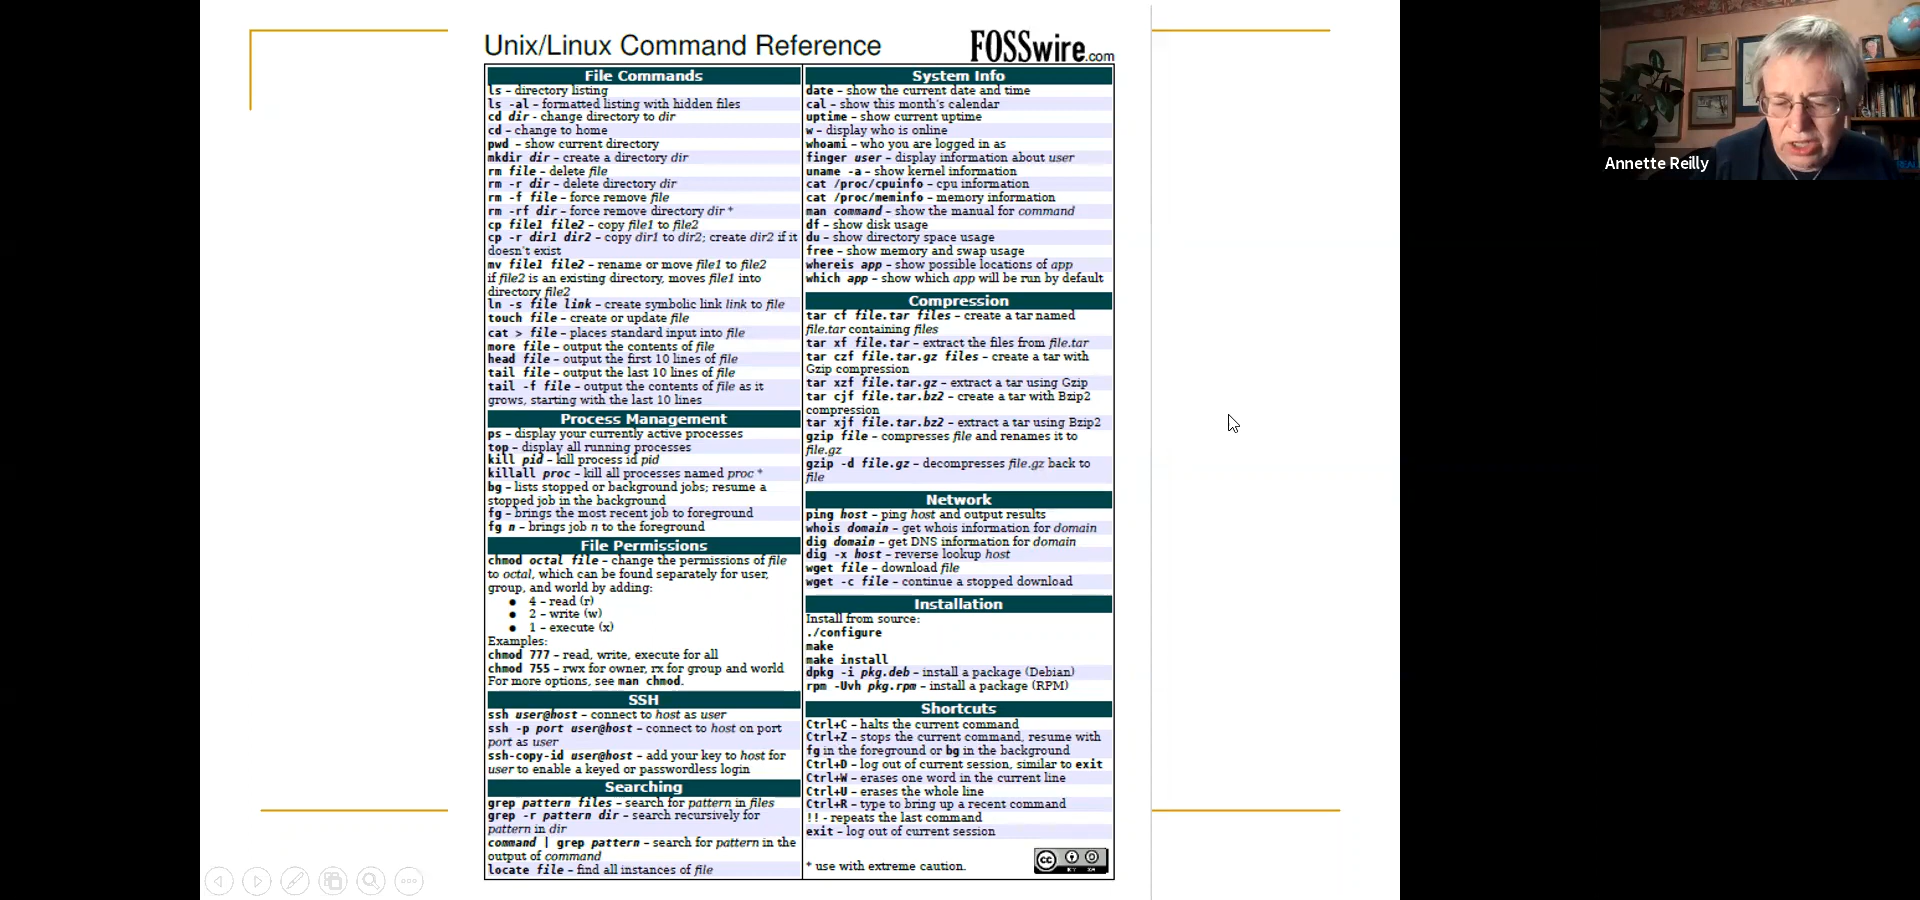 Unix/Linux Command Reference
FOSSwire.com
File Commands
ls – directory listing
ls -al – formatted listing with hidden files
cd dir - change directory to dir
cd – change to home
pwd – show current directory
mkdir dir – create a directory dir
rm file – delete file
rm -r dir – delete directory dir
rm -f file – force remove file
rm -rf dir – force remove directory dir *
cp file1 file2 – copy file1 to file2
cp -r dir1 dir2 – copy dir1 to dir2; create dir2 if it
doesn't exist
mv file1 file2 – rename or move file1 to file2
if file2 is an existing directory, moves file1 into
directory file2
ln -s file link – create symbolic link link to file
touch file – create or update file
cat > file – places standard input into file
more file – output the contents of file
head file – output the first 10 lines of file
tail file – output the last 10 lines of file
tail -f file – output the contents of file as it
grows, starting with the last 10 lines
Process Management
ps – display your currently active processes
top – display all running processes
kill pid – kill process id pid
killall proc – kill all processes named proc *
bg – lists stopped or background jobs; resume a
stopped job in the background
fg – brings the most recent job to foreground
fg n – brings job n to the foreground
File Permissions
chmod octal file – change the permissions of file
to octal, which can be found separately for user,
group, and world by adding:
● 4 – read (r)
● 2 – write (w)
● 1 – execute (x)
Examples:
chmod 777 – read, write, execute for all
chmod 755 – rwx for owner, rx for group and world
For more options, see man chmod.
SSH
ssh user@host – connect to host as user
ssh -p port user@host – connect to host on port
port as user
ssh-copy-id user@host – add your key to host for
user to enable a keyed or passwordless login
Searching
grep pattern files – search for pattern in files
grep -r pattern dir – search recursively for
pattern in dir
command | grep pattern – search for pattern in the
output of command
locate file – find all instances of file
System Info
date – show the current date and time
cal – show this month's calendar
uptime – show current uptime
w – display who is online
whoami – who you are logged in as
finger user – display information about user
uname -a – show kernel information
cat /proc/cpuinfo – cpu information
cat /proc/meminfo – memory information
man command – show the manual for command
df – show disk usage
du – show directory space usage
free – show memory and swap usage
whereis app – show possible locations of app
which app – show which app will be run by default
Compression
tar cf file.tar files – create a tar named
file.tar containing files
tar xf file.tar – extract the files from file.tar
tar czf file.tar.gz files – create a tar with
Gzip compression
tar xzf file.tar.gz – extract a tar using Gzip
tar cjf file.tar.bz2 – create a tar with Bzip2
compression
tar xjf file.tar.bz2 – extract a tar using Bzip2
gzip file – compresses file and renames it to
file.gz
gzip -d file.gz – decompresses file.gz back to
file
Network
ping host – ping host and output results
whois domain – get whois information for domain
dig domain – get DNS information for domain
dig -x host – reverse lookup host
wget file – download file
wget -c file – continue a stopped download
Installation
Install from source:
./configure
make
make install
dpkg -i pkg.deb – install a package (Debian)
rpm -Uvh pkg.rpm – install a package (RPM)
Shortcuts
Ctrl+C – halts the current command
Ctrl+Z – stops the current command, resume with
fg in the foreground or bg in the background
Ctrl+D – log out of current session, similar to exit
Ctrl+W – erases one word in the current line
Ctrl+U – erases the whole line
Ctrl+R – type to bring up a recent command
!! - repeats the last command
exit – log out of current session
* use with extreme caution.
cc BY SA
Annette Reilly